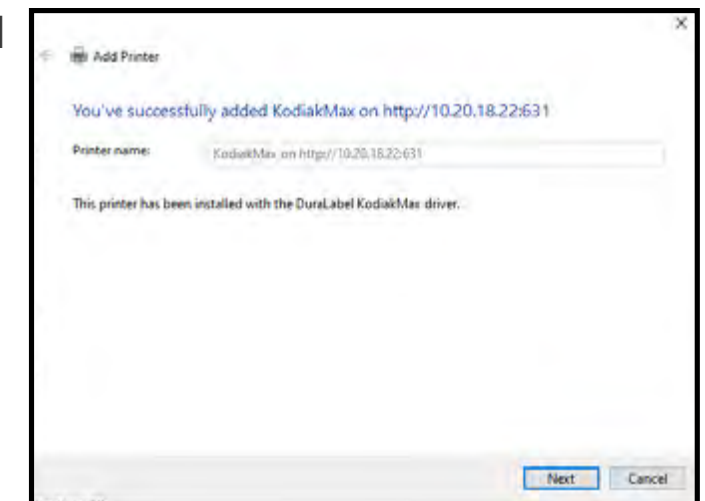 Add Printer
You've successfully added KodiakMax on http://10.20.18.22:631
Printer name:
KodiakMax on http://10.20.18.22:631
This printer has been installed with the DuraLabel KodiakMax driver.
Next
Cancel